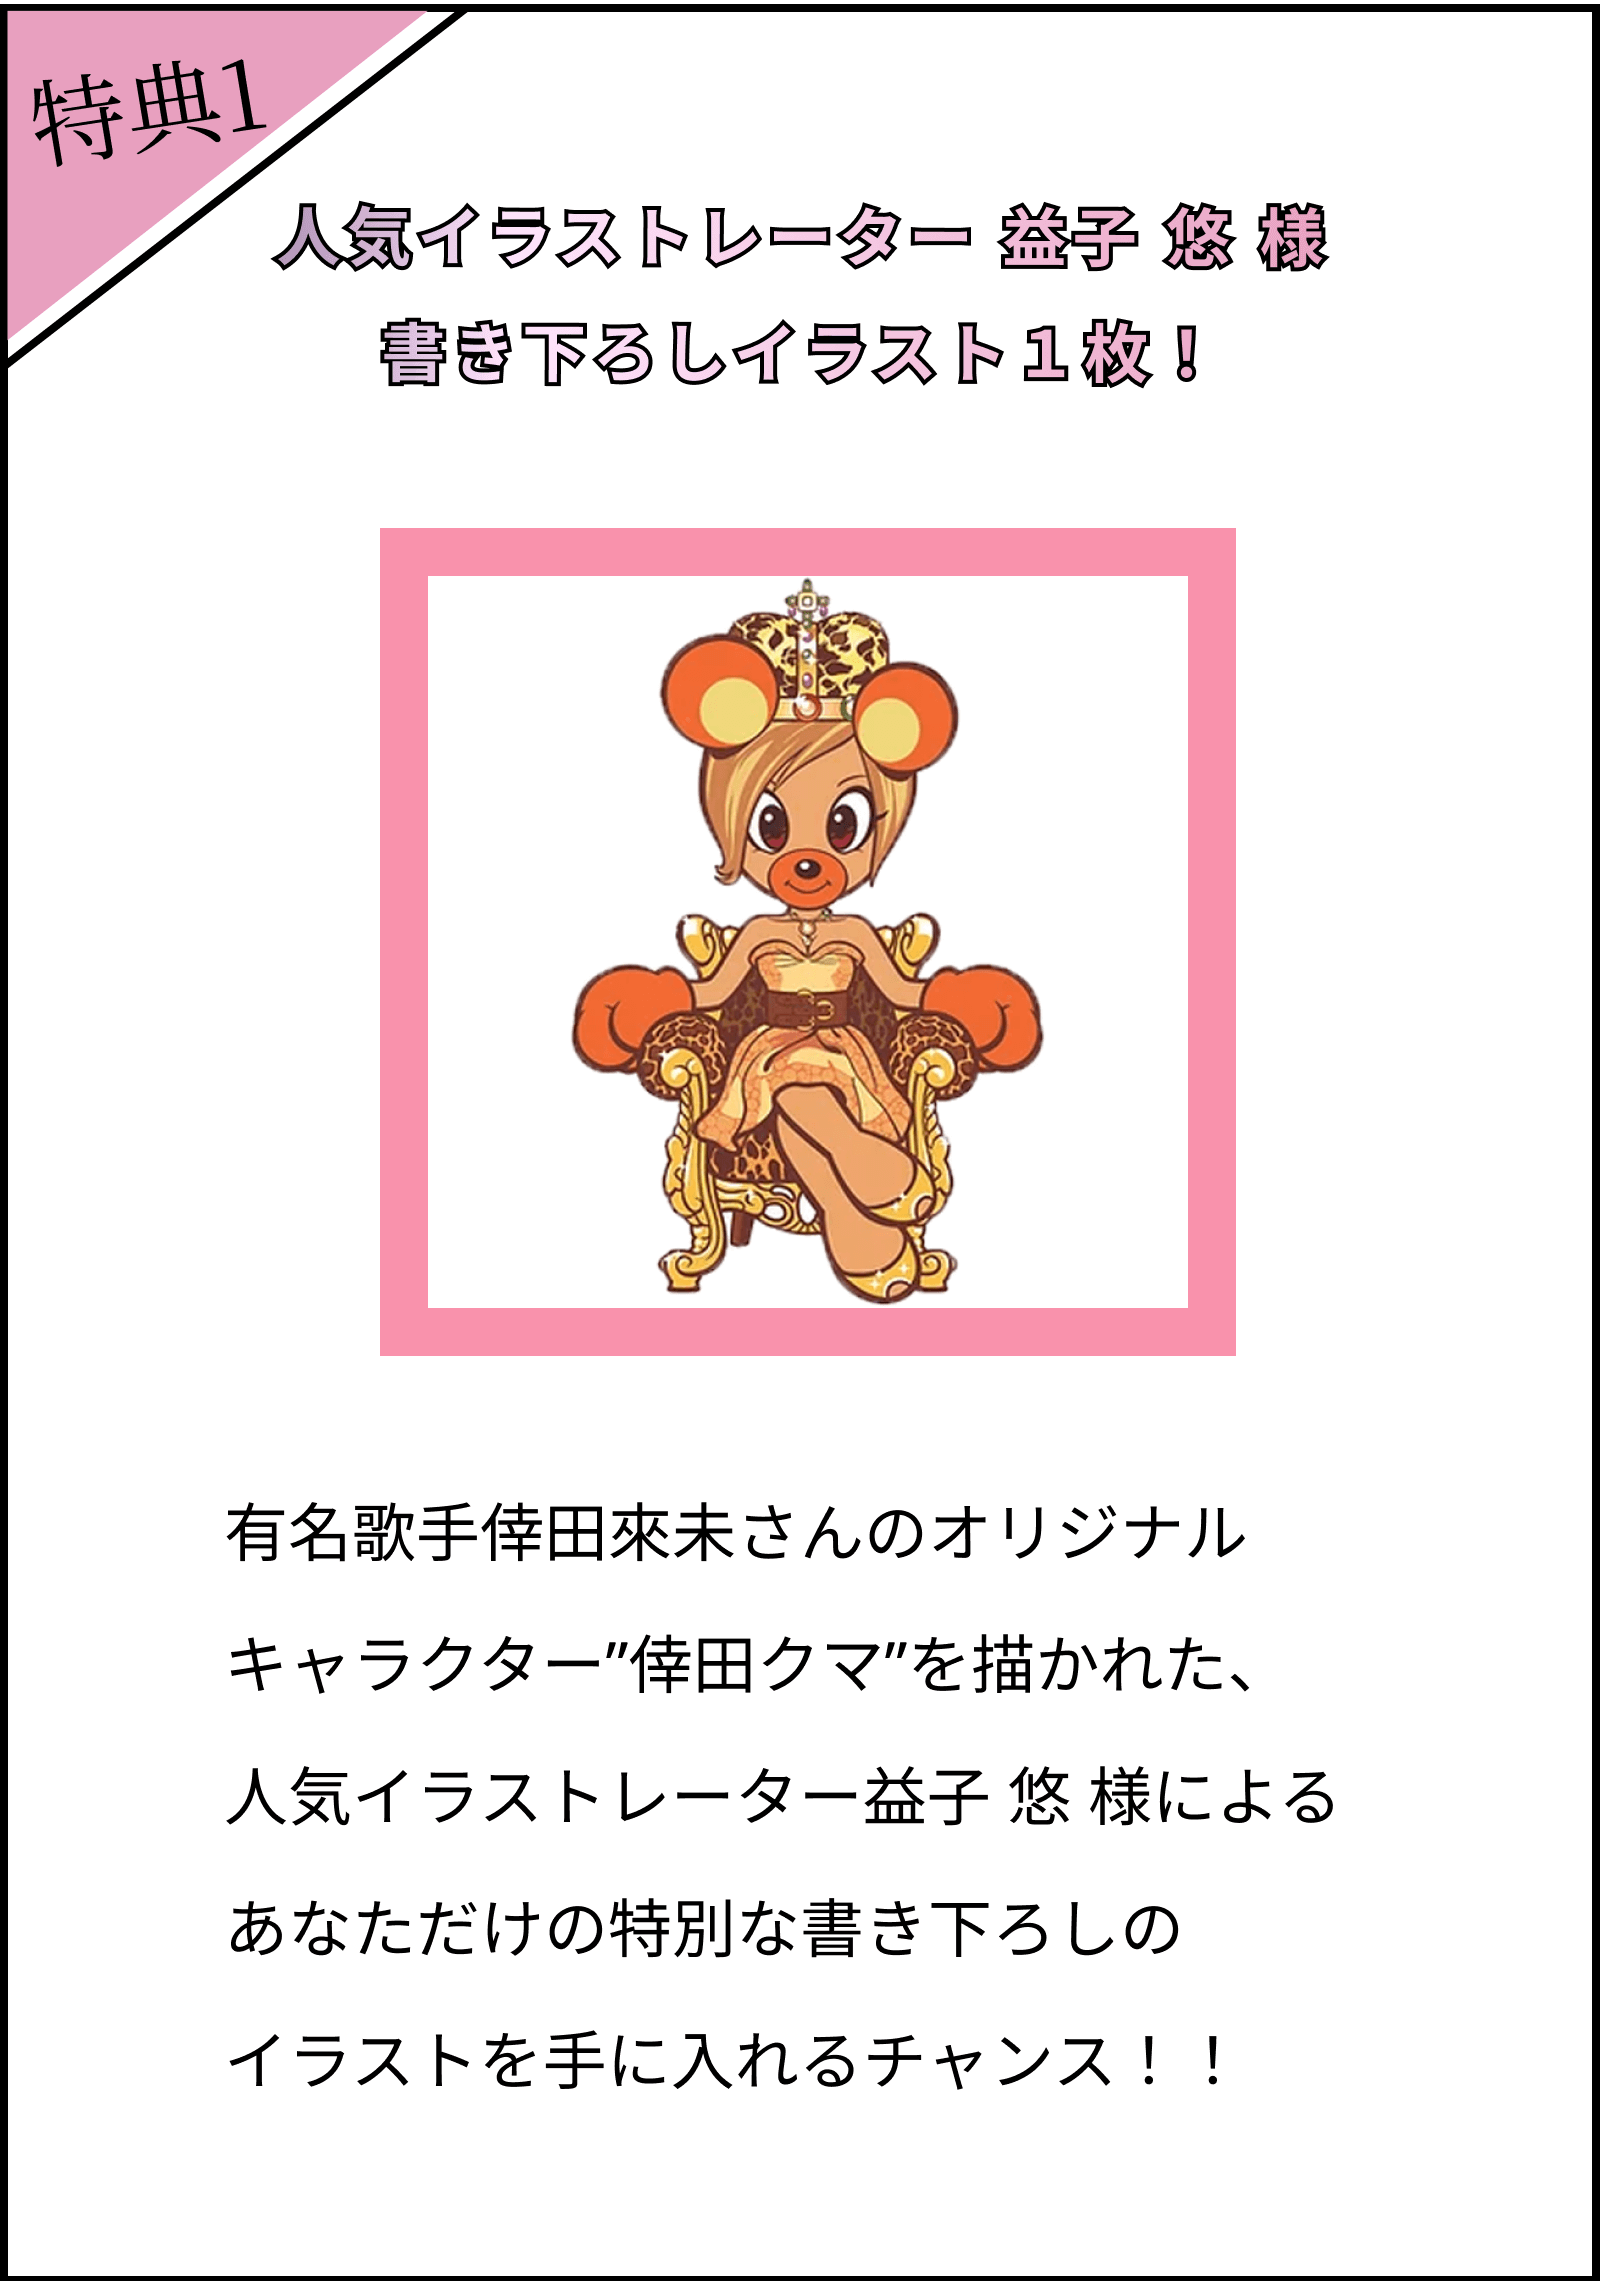 特典1
人気イラストレーター 益子 悠 様
書き下ろしイラスト１枚！
有名歌手倖田來未さんのオリジナル
キャラクター”倖田クマ”を描かれた、
人気イラストレーター益子 悠 様による
あなただけの特別な書き下ろしの
イラストを手に入れるチャンス！！